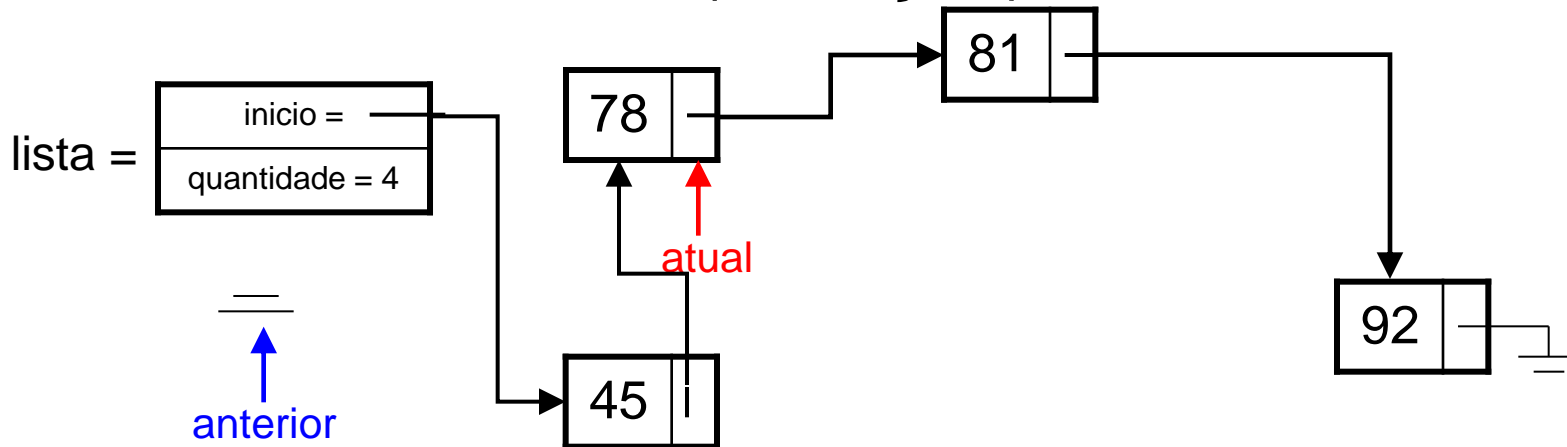 81
78
inicio =
lista =
quantidade = 4
atual
92
45
anterior